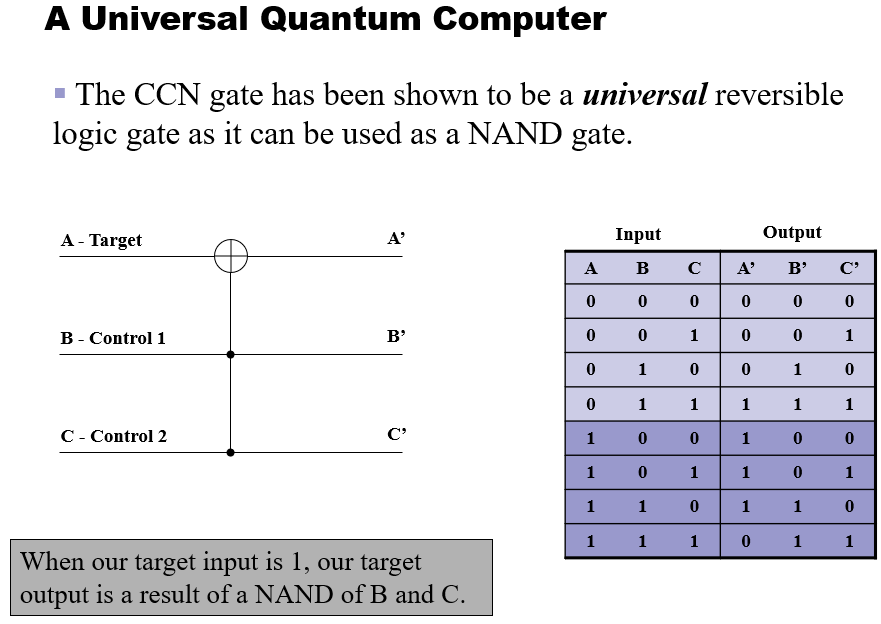 A Universal Quantum Computer
The CCN gate has been shown to be a universal reversible
logic gate as it can be used as a NAND gate.
A - Target A’
B - Control 1 B’
C - Control 2 C’
Input Output
A B C A’ B’ C’
0 0 0 0 0 0
0 0 1 0 0 1
0 1 0 0 1 0
0 1 1 1 1 1
1 0 0 1 0 0
1 0 1 1 0 1
1 1 0 1 1 0
1 1 1 0 1 1
When our target input is 1, our target
output is a result of a NAND of B and C.